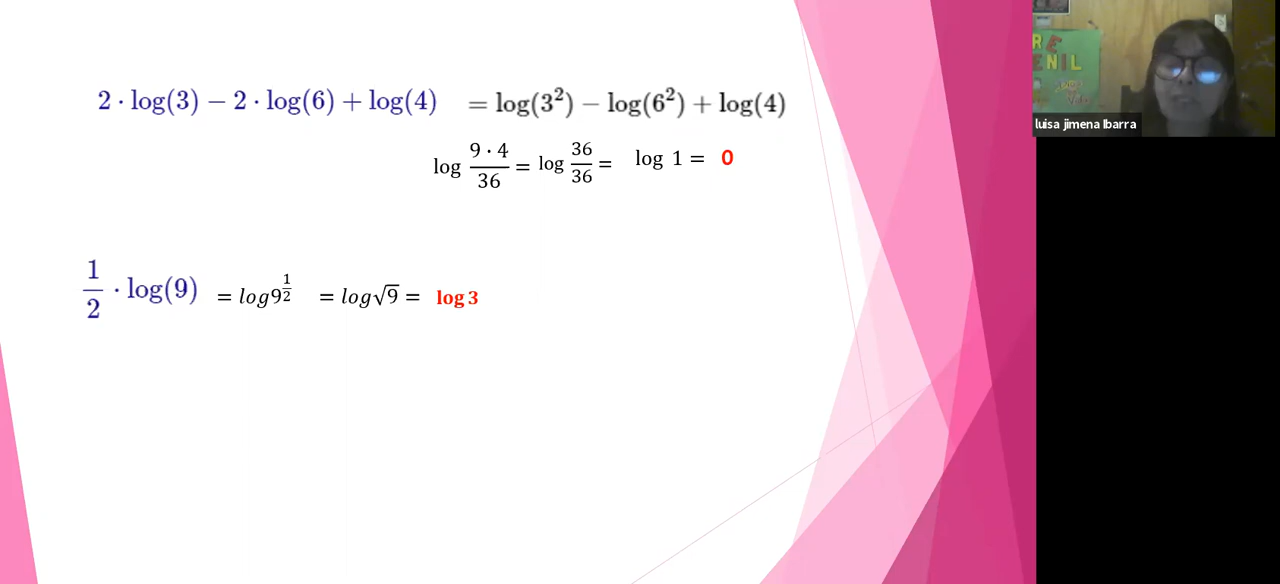 2 · log(3) − 2 · log(6) + log(4) = log(3²) − log(6²) + log(4)
log 9 · 4 / 36 = log 36 / 36 = log 1 = 0
1/2 · log(9) = log9^(1/2) = log√9 = log 3
RE
ENIL
luisa jimena Ibarra